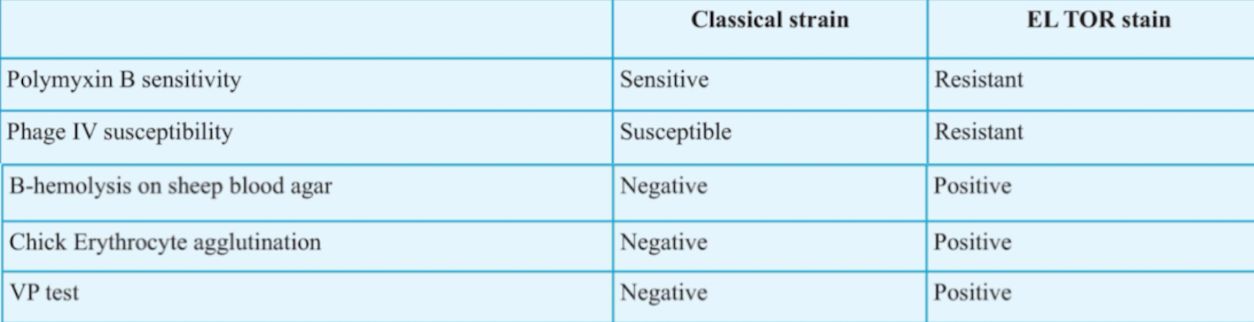 Classical strain EL TOR stain
Polymyxin B sensitivity Sensitive Resistant
Phage IV susceptibility Susceptible Resistant
B-hemolysis on sheep blood agar Negative Positive
Chick Erythrocyte agglutination Negative Positive
VP test Negative Positive